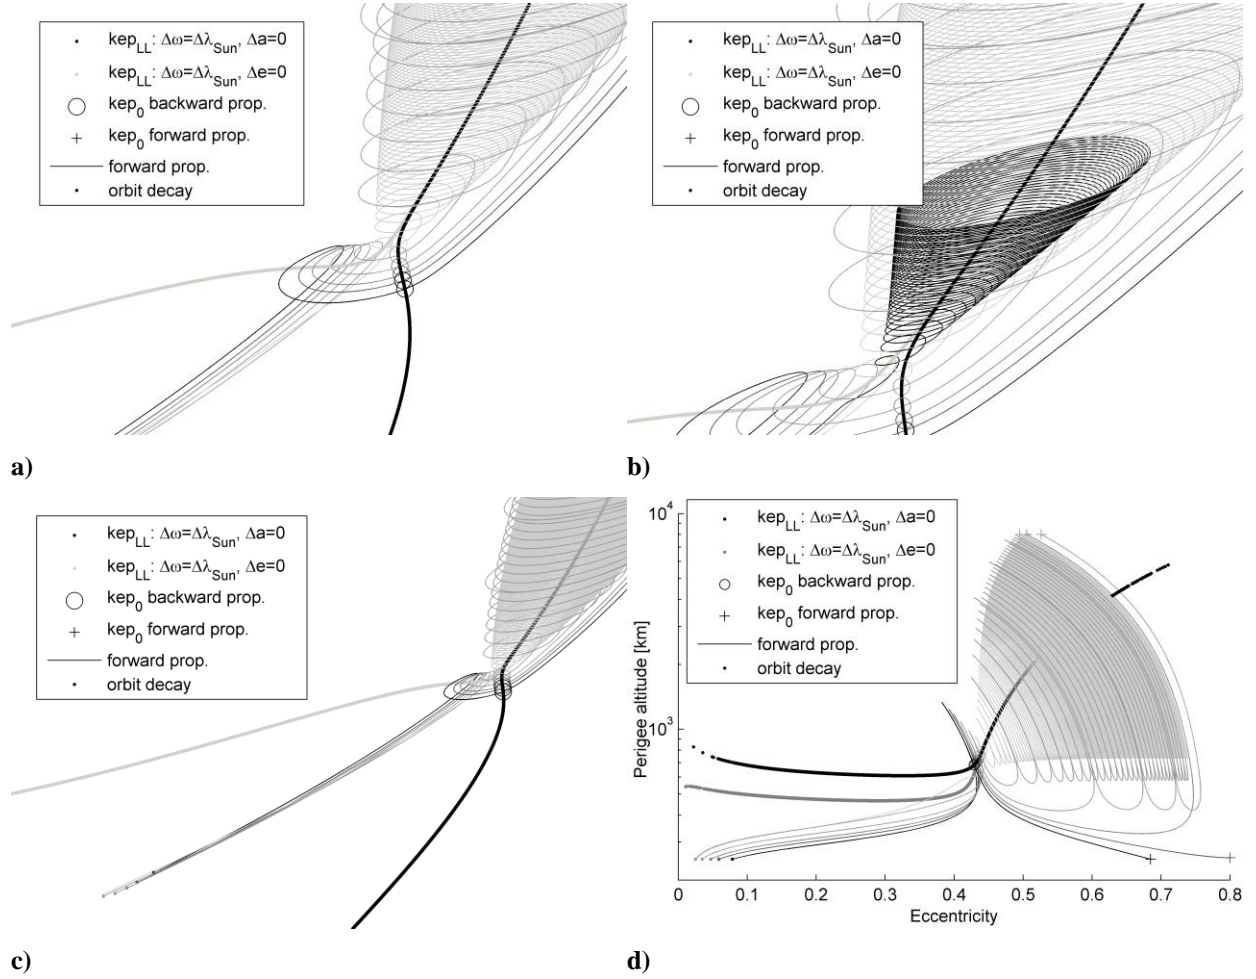 kep_LL: Δω=Δλ_Sun, Δa=0
kep_LL: Δω=Δλ_Sun, Δe=0
kep_0 backward prop.
kep_0 forward prop.
forward prop.
orbit decay
a)
kep_LL: Δω=Δλ_Sun, Δa=0
kep_LL: Δω=Δλ_Sun, Δe=0
kep_0 backward prop.
kep_0 forward prop.
forward prop.
orbit decay
b)
kep_LL: Δω=Δλ_Sun, Δa=0
kep_LL: Δω=Δλ_Sun, Δe=0
kep_0 backward prop.
kep_0 forward prop.
forward prop.
orbit decay
c)
10^4
10^3
Perigee altitude [km]
kep_LL: Δω=Δλ_Sun, Δa=0
kep_LL: Δω=Δλ_Sun, Δe=0
kep_0 backward prop.
kep_0 forward prop.
forward prop.
orbit decay
0 0.1 0.2 0.3 0.4 0.5 0.6 0.7 0.8
Eccentricity
d)